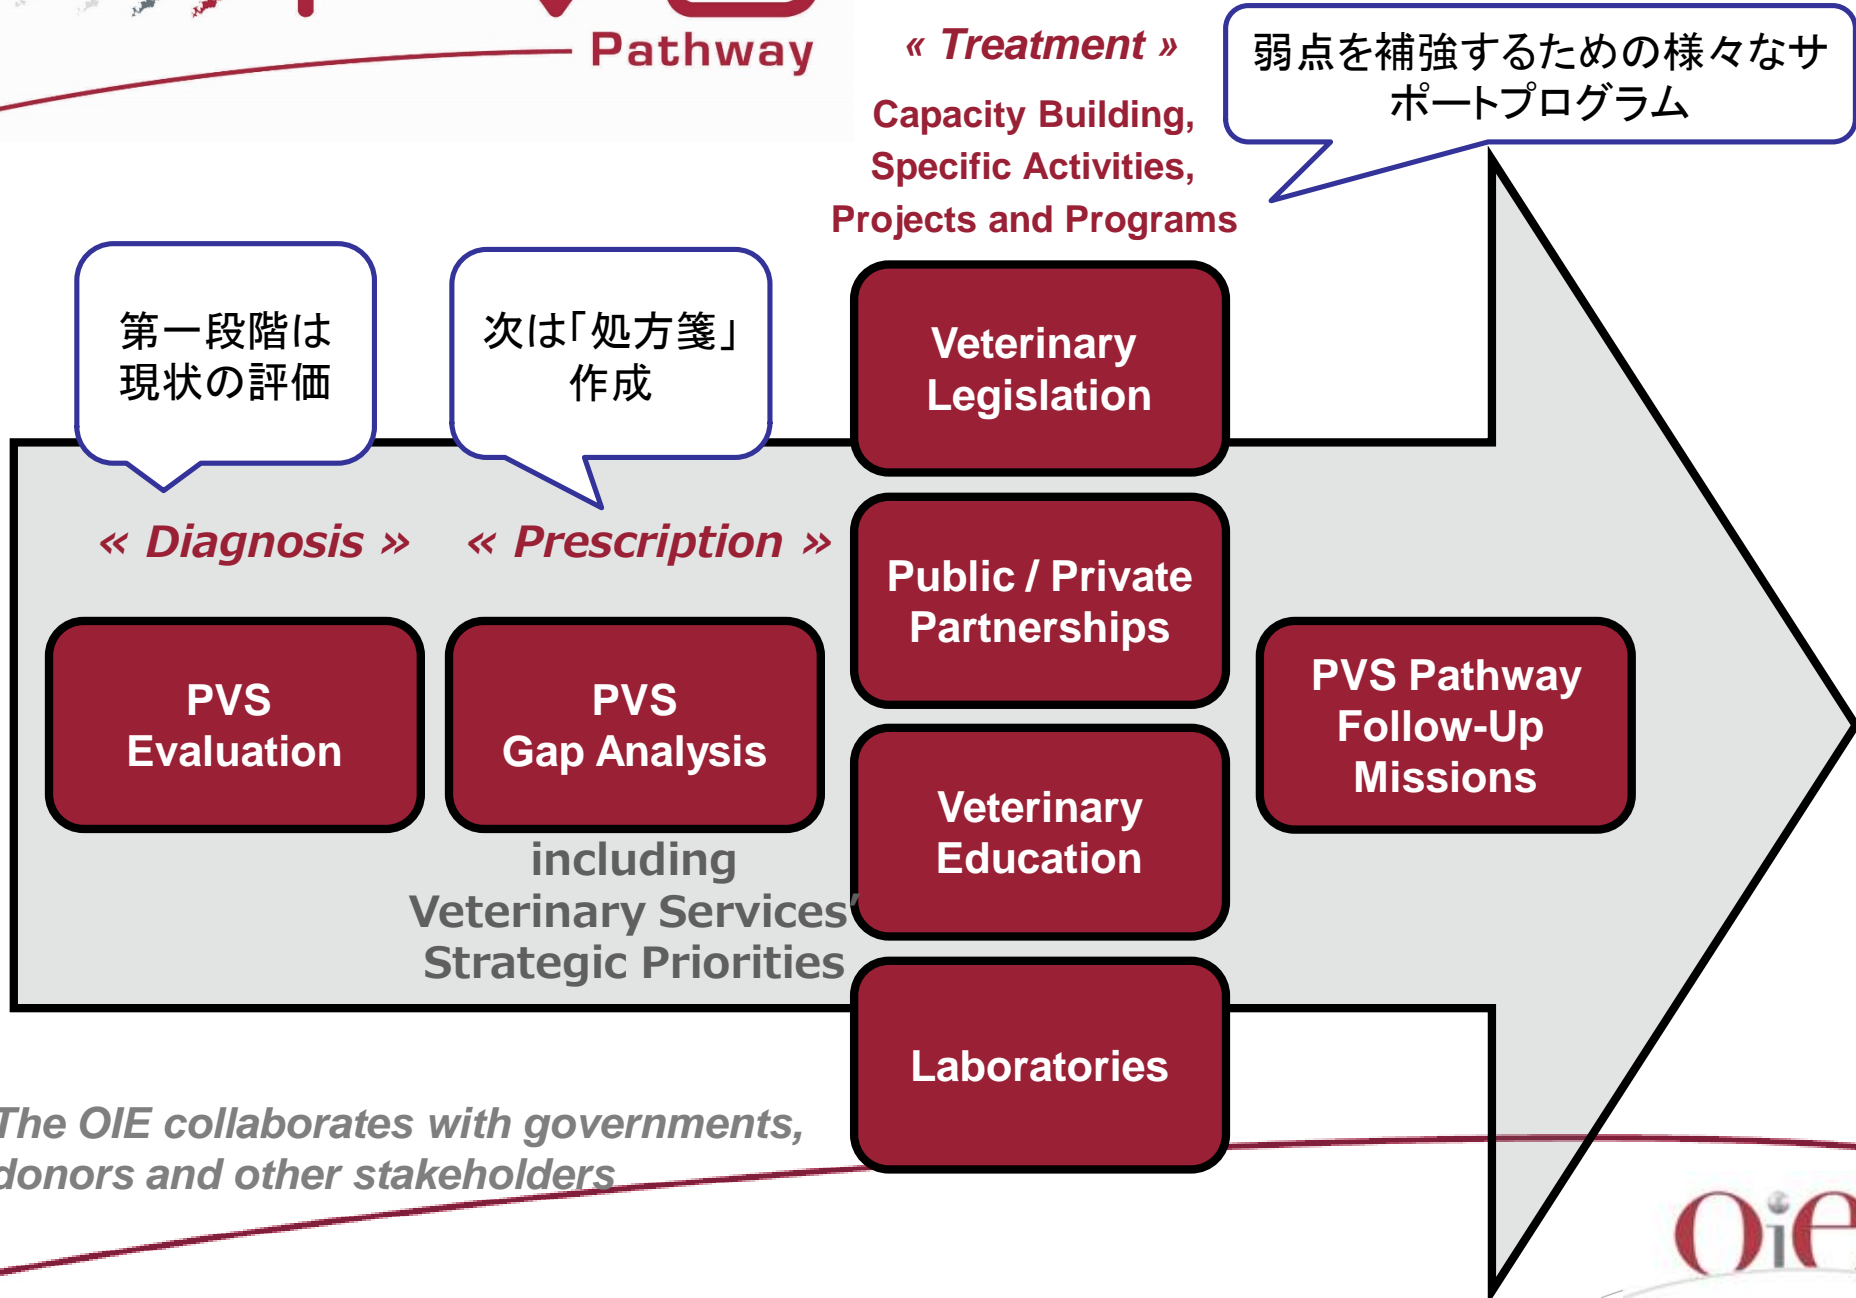 Pathway
« Treatment »
Capacity Building,
Specific Activities,
Projects and Programs
弱点を補強するための様々なサ
ポートプログラム
第一段階は
現状の評価
次は「処方箋」
作成
« Diagnosis »
« Prescription »
PVS
Evaluation
PVS
Gap Analysis
including
Veterinary Services'
Strategic Priorities
Veterinary
Legislation
Public / Private
Partnerships
Veterinary
Education
Laboratories
PVS Pathway
Follow-Up
Missions
The OIE collaborates with governments,
donors and other stakeholders
OiE